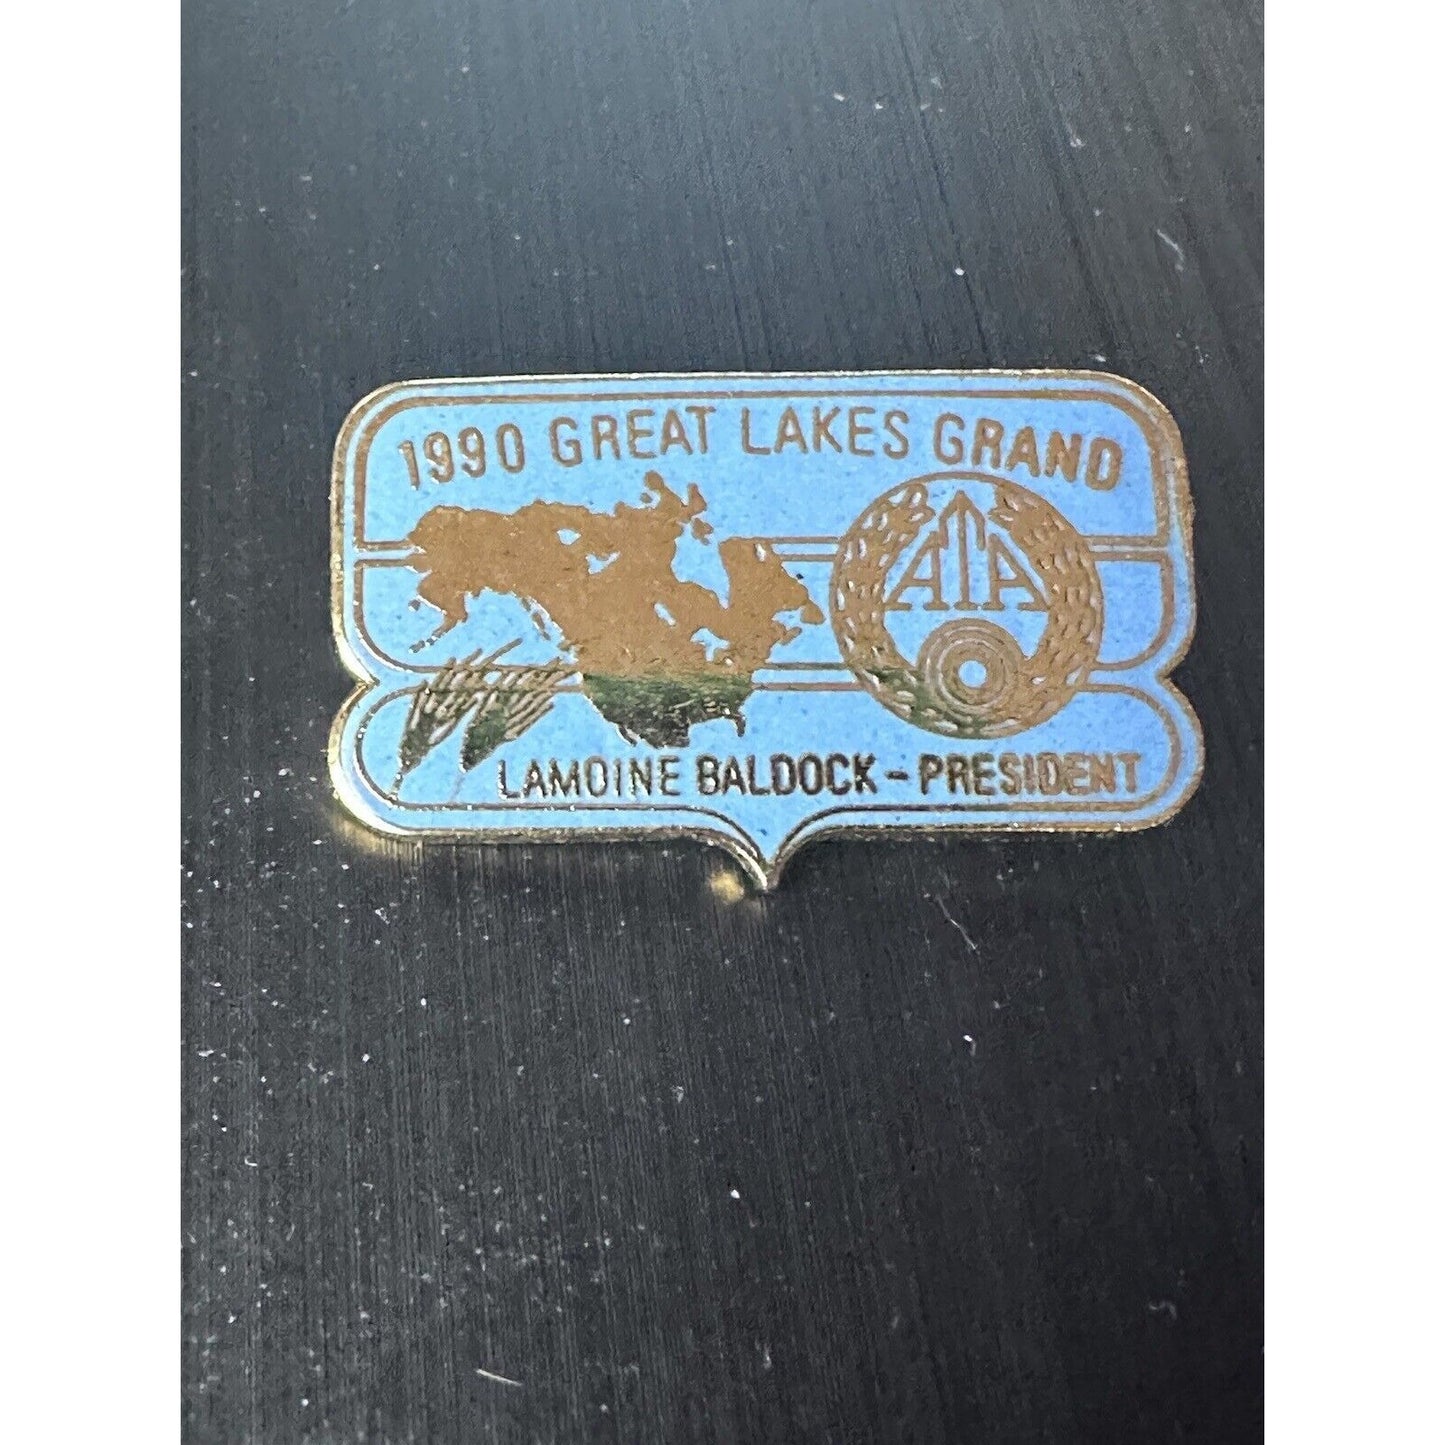 1990 GREAT LAKES GRAND
ATA
LAMOINE BALDOCK - PRESIDENT